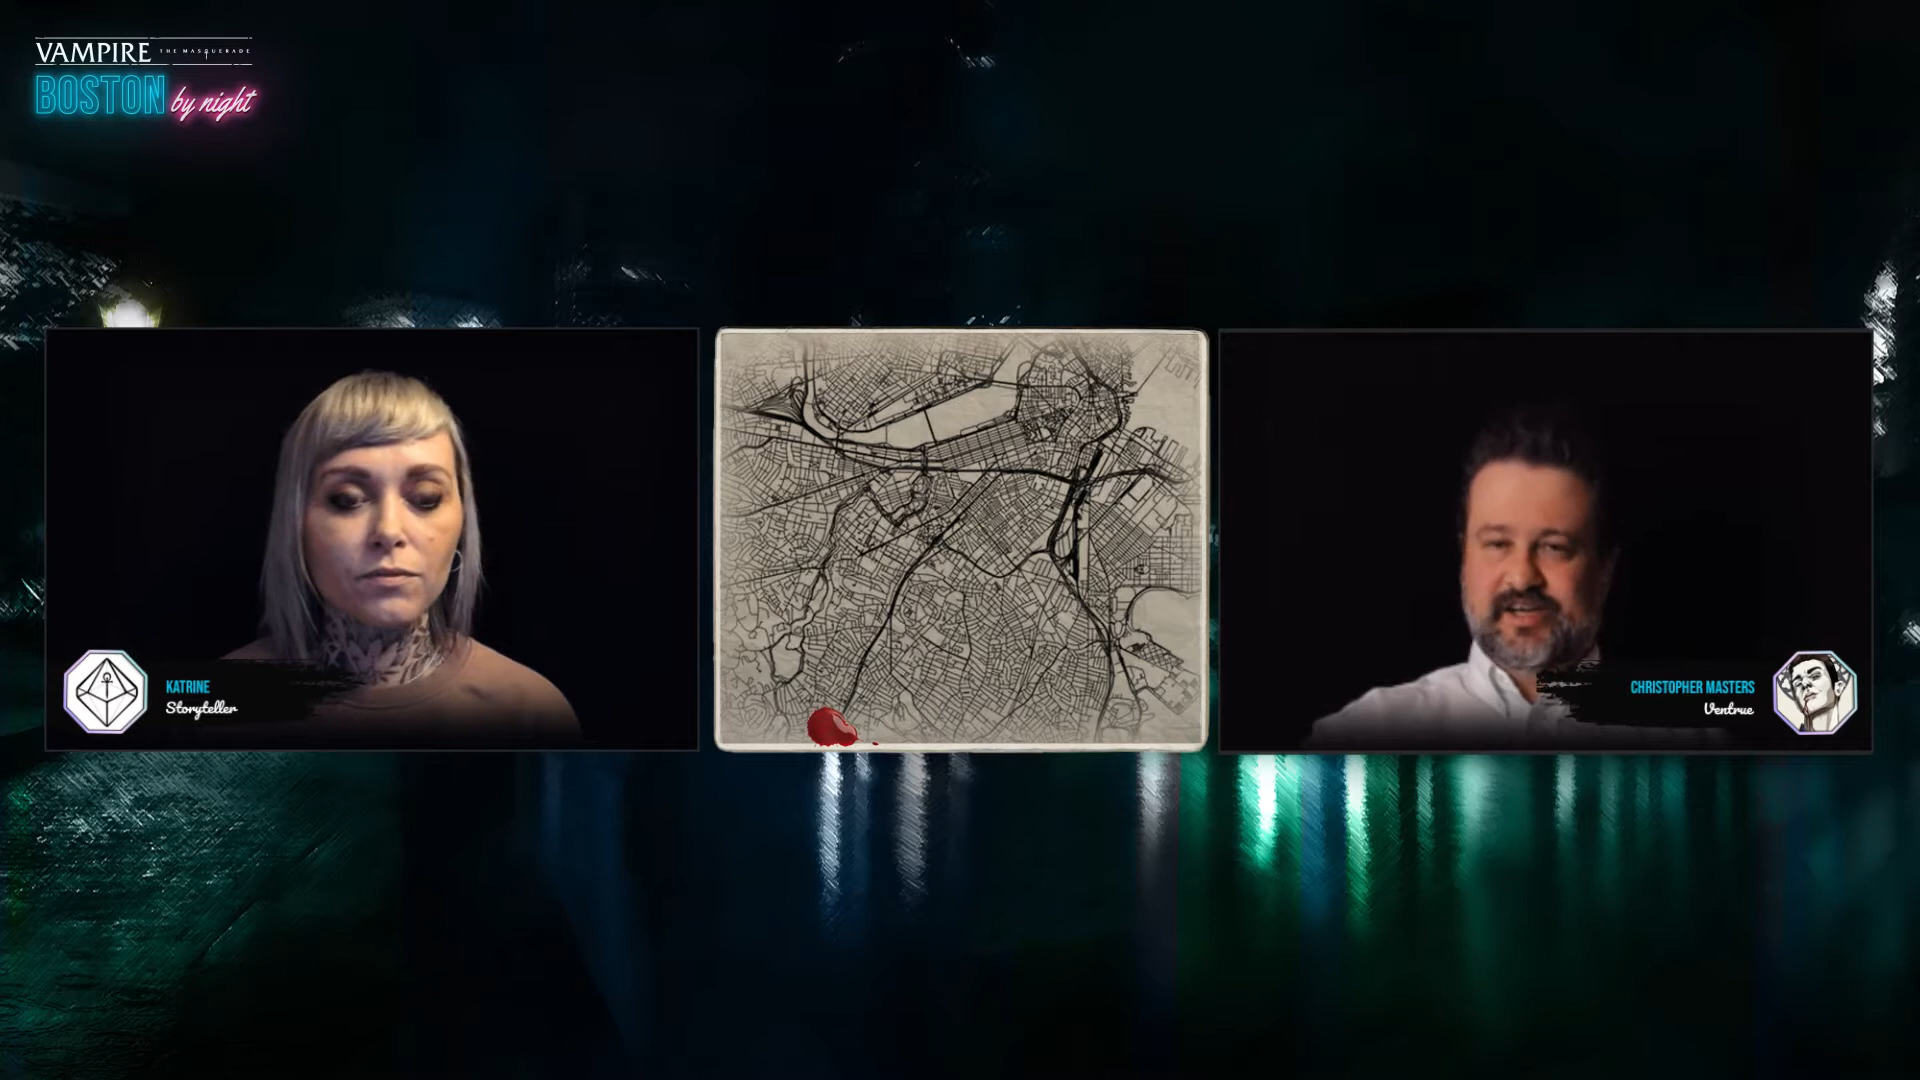 VAMPIRE THE MASQUERADE
BOSTON by night
KATRINE
Storyteller
CHRISTOPHER MASTERS
Ventrue